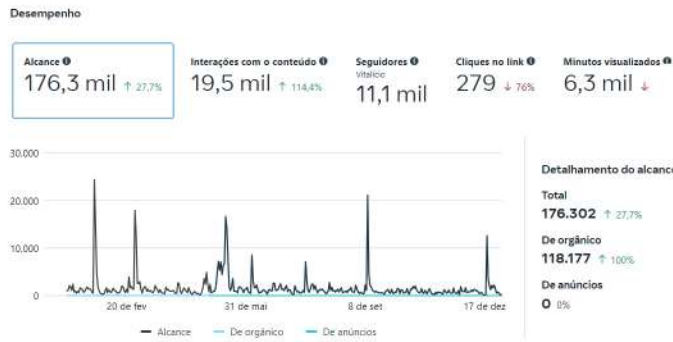 Desempenho
Alcance
176,3 mil ↑ 27,7%
Interações com o conteúdo
19,5 mil ↑ 114,4%
Seguidores
Vitalício
11,1 mil
Cliques no link
279 ↓ 76%
Minutos visualizados
6,3 mil ↓
30.000
20.000
10.000
0
20 de fev
31 de mai
8 de set
17 de dez
Alcance
De orgânico
De anúncios
Detalhamento do alcance
Total
176.302 ↑ 27,7%
De orgânico
118.177 ↑ 100%
De anúncios
0 0%